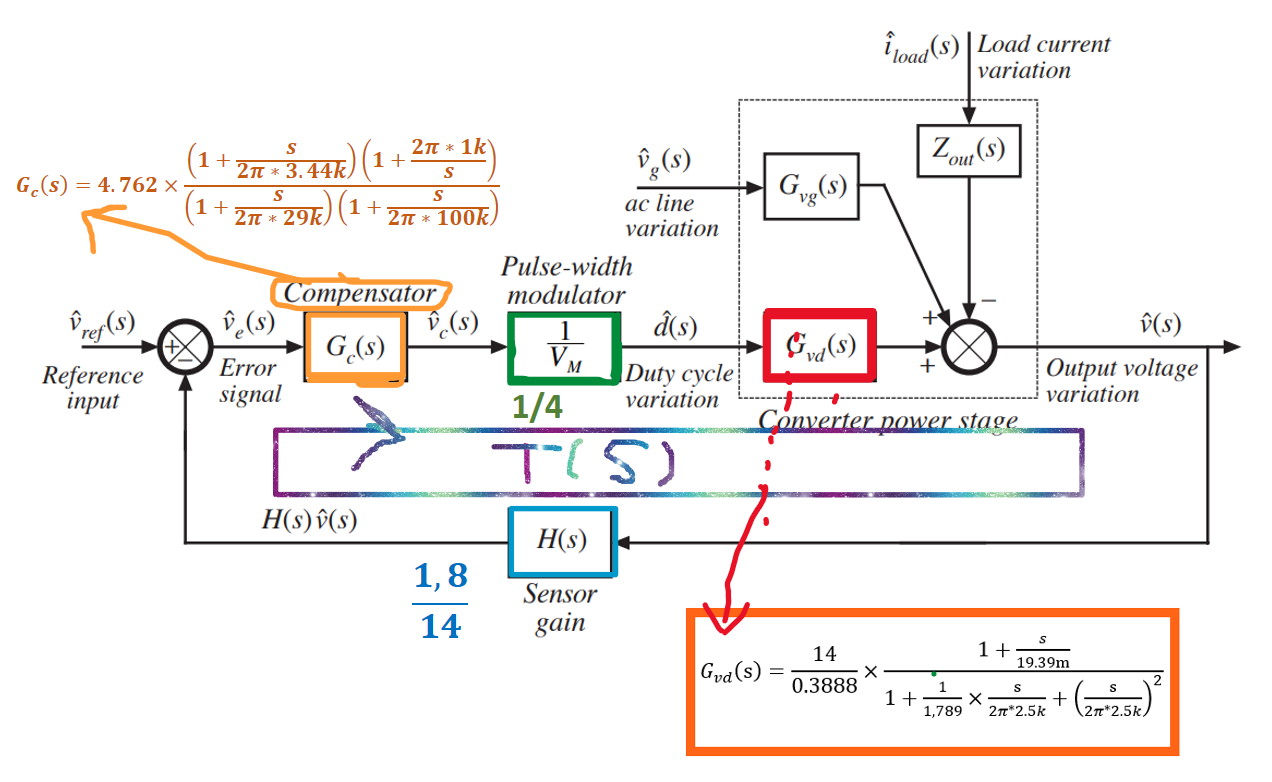 î_load(s) Load current
variation
Z_out(s)
v̂_g(s)
ac line
variation
G_vg(s)
G_c(s) = 4.762 × ((1 + s/(2π * 3.44k))(1 + (2π * 1k)/s)) / ((1 + s/(2π * 29k))(1 + s/(2π * 100k)))
Pulse-width
modulator
Compensator
v̂_ref(s)
Reference
input
+
−
v̂_e(s)
Error
signal
G_c(s)
v̂_c(s)
1/V_M
1/4
d̂(s)
Duty cycle
variation
G_vd(s)
+
+
−
v̂(s)
Output voltage
variation
Converter power stage
T(S)
H(s) v̂(s)
H(s)
Sensor
gain
1,8/14
G_vd(s) = 14/0.3888 × (1 + s/19.39m) / (1 + 1/1,789 × s/(2π*2.5k) + (s/(2π*2.5k))²)